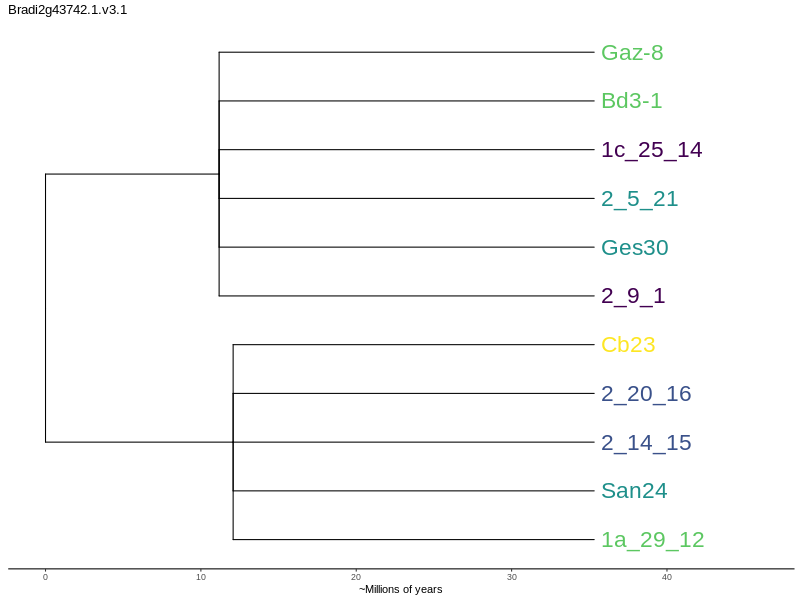 Bradi2g43742.1.v3.1
Gaz-8
Bd3-1
1c_25_14
2_5_21
Ges30
2_9_1
Cb23
2_20_16
2_14_15
San24
1a_29_12
0 10 20 30 40
~Millions of years